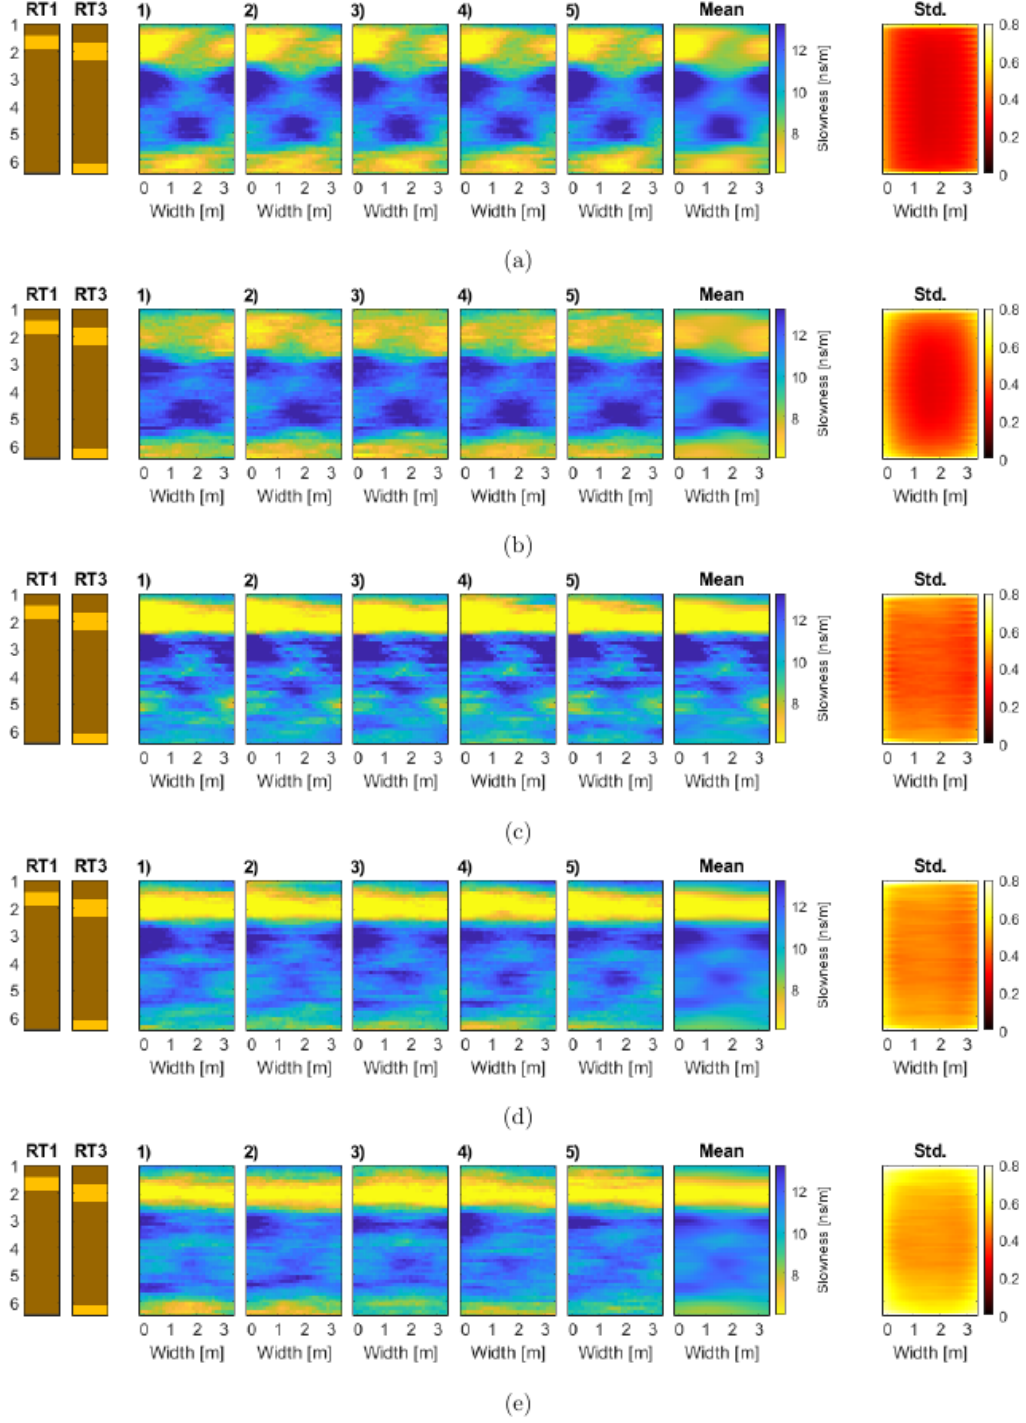 RT1 RT3 1) 2) 3) 4) 5) Mean Std.
1 2 3 4 5 6
12 10 8
Slowness [ns/m]
0.8 0.6 0.4 0.2 0
0 1 2 3 0 1 2 3 0 1 2 3 0 1 2 3 0 1 2 3 0 1 2 3 0 1 2 3
Width [m] Width [m] Width [m] Width [m] Width [m] Width [m] Width [m]
(a)
RT1 RT3 1) 2) 3) 4) 5) Mean Std.
1 2 3 4 5 6
12 10 8
Slowness [ns/m]
0.8 0.6 0.4 0.2 0
0 1 2 3 0 1 2 3 0 1 2 3 0 1 2 3 0 1 2 3 0 1 2 3 0 1 2 3
Width [m] Width [m] Width [m] Width [m] Width [m] Width [m] Width [m]
(b)
RT1 RT3 1) 2) 3) 4) 5) Mean Std.
1 2 3 4 5 6
12 10 8
Slowness [ns/m]
0.8 0.6 0.4 0.2 0
0 1 2 3 0 1 2 3 0 1 2 3 0 1 2 3 0 1 2 3 0 1 2 3 0 1 2 3
Width [m] Width [m] Width [m] Width [m] Width [m] Width [m] Width [m]
(c)
RT1 RT3 1) 2) 3) 4) 5) Mean Std.
1 2 3 4 5 6
12 10 8
Slowness [ns/m]
0.8 0.6 0.4 0.2 0
0 1 2 3 0 1 2 3 0 1 2 3 0 1 2 3 0 1 2 3 0 1 2 3 0 1 2 3
Width [m] Width [m] Width [m] Width [m] Width [m] Width [m] Width [m]
(d)
RT1 RT3 1) 2) 3) 4) 5) Mean Std.
1 2 3 4 5 6
12 10 8
Slowness [ns/m]
0.8 0.6 0.4 0.2 0
0 1 2 3 0 1 2 3 0 1 2 3 0 1 2 3 0 1 2 3 0 1 2 3 0 1 2 3
Width [m] Width [m] Width [m] Width [m] Width [m] Width [m] Width [m]
(e)